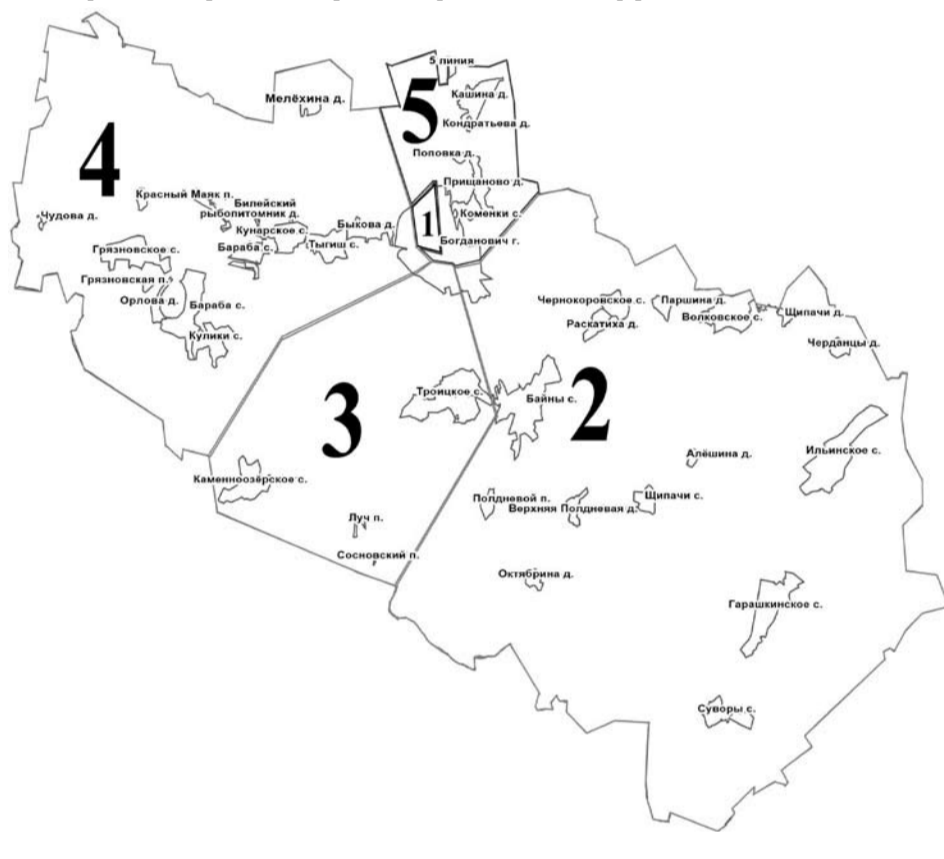 5 линия
Мелёхина д.
Кашина д.
5
Кондратьева д.
4
Поповка д.
Прищаново д.
Красный Маяк п.
Билейский
рыбопитомник д.
Чудова д.
Быкова д.
1
Коменки с.
Кунарское с.
Богданович г.
Грязновское с.
Бараба с.
Тыгиш с.
Грязновская п.
Орлова д.
Бараба с.
Кулики с.
Чернокоровское с.
Паршина д.
Щипачи д.
Раскатиха д.
Волковское с.
Черданцы д.
3
Троицкое с.
2
Байны с.
Алёшина д.
Ильинское с.
Каменноозёрское с.
Полдневой п.
Щипачи с.
Верхняя Полдневая д.
Луч п.
Сосновский п.
Октябрина д.
Гарашкинское с.
Суворы с.